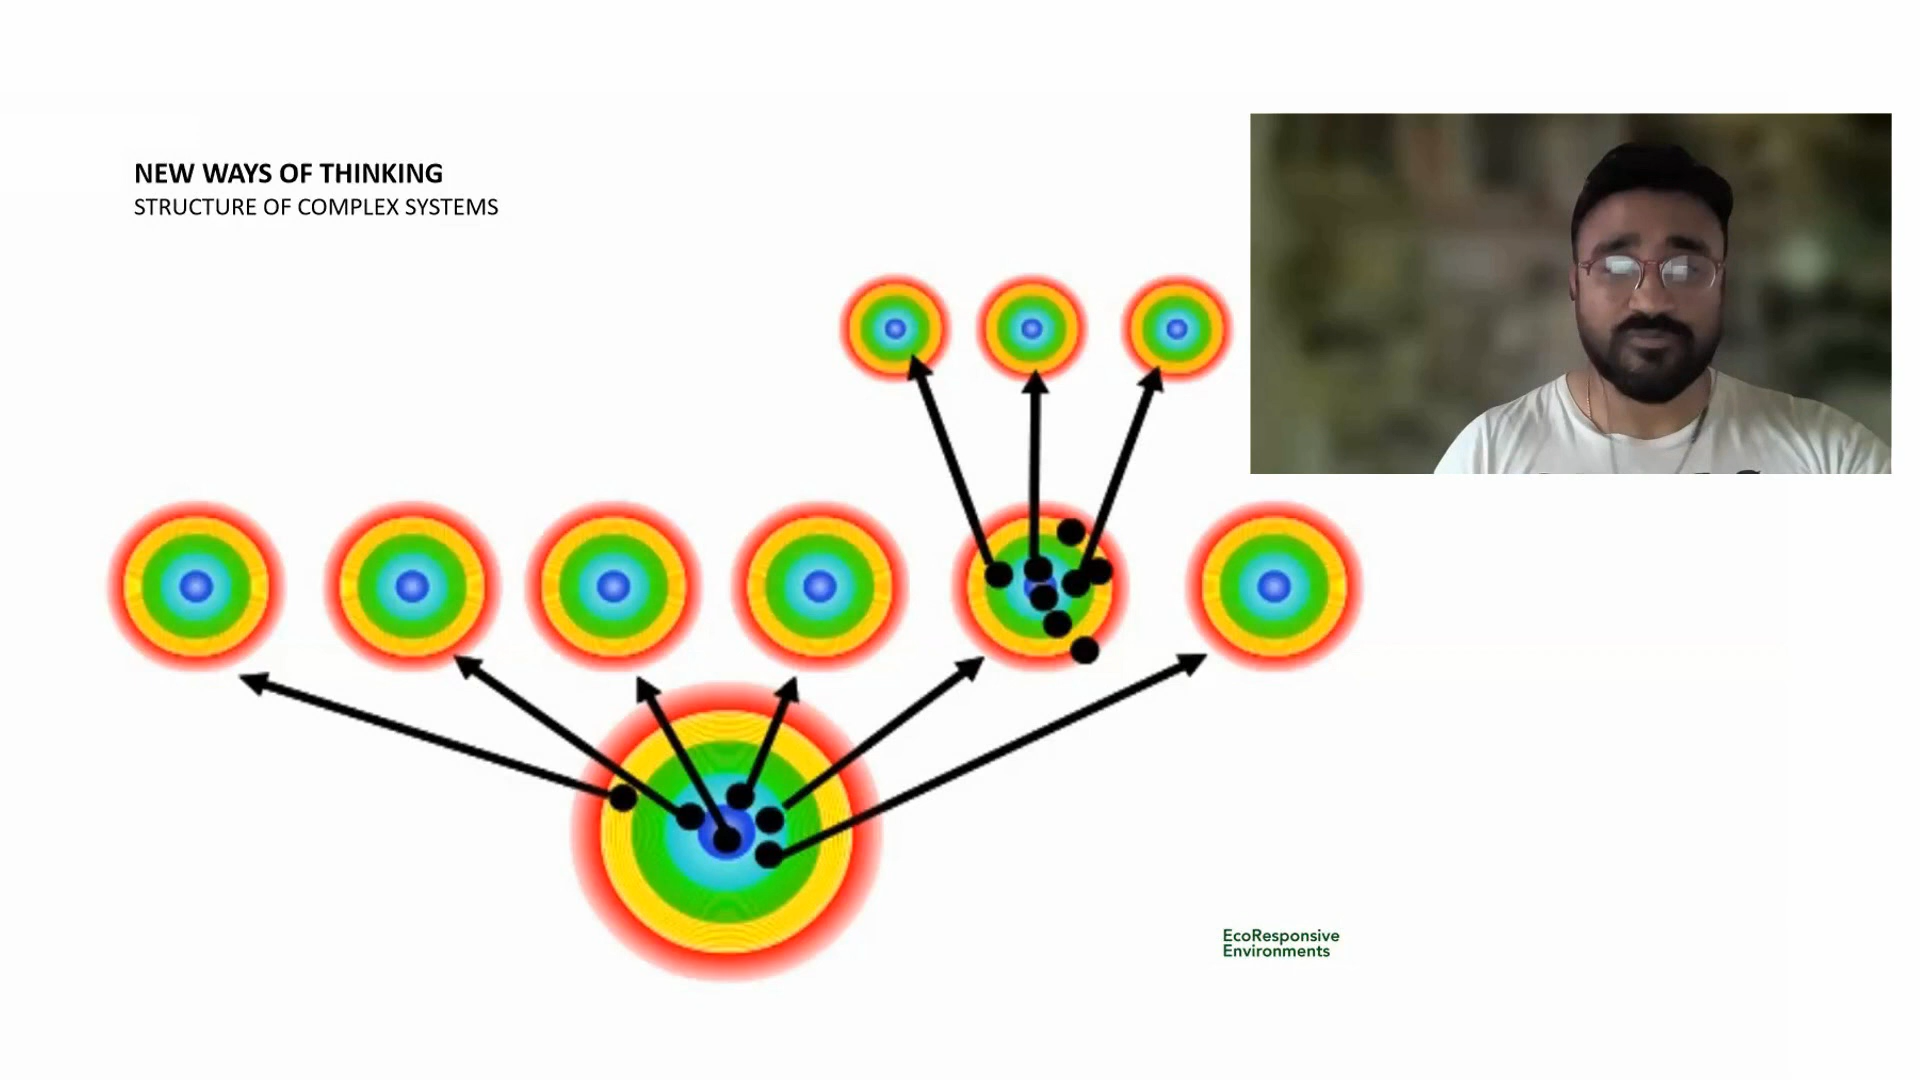 NEW WAYS OF THINKING
STRUCTURE OF COMPLEX SYSTEMS
EcoResponsive
Environments